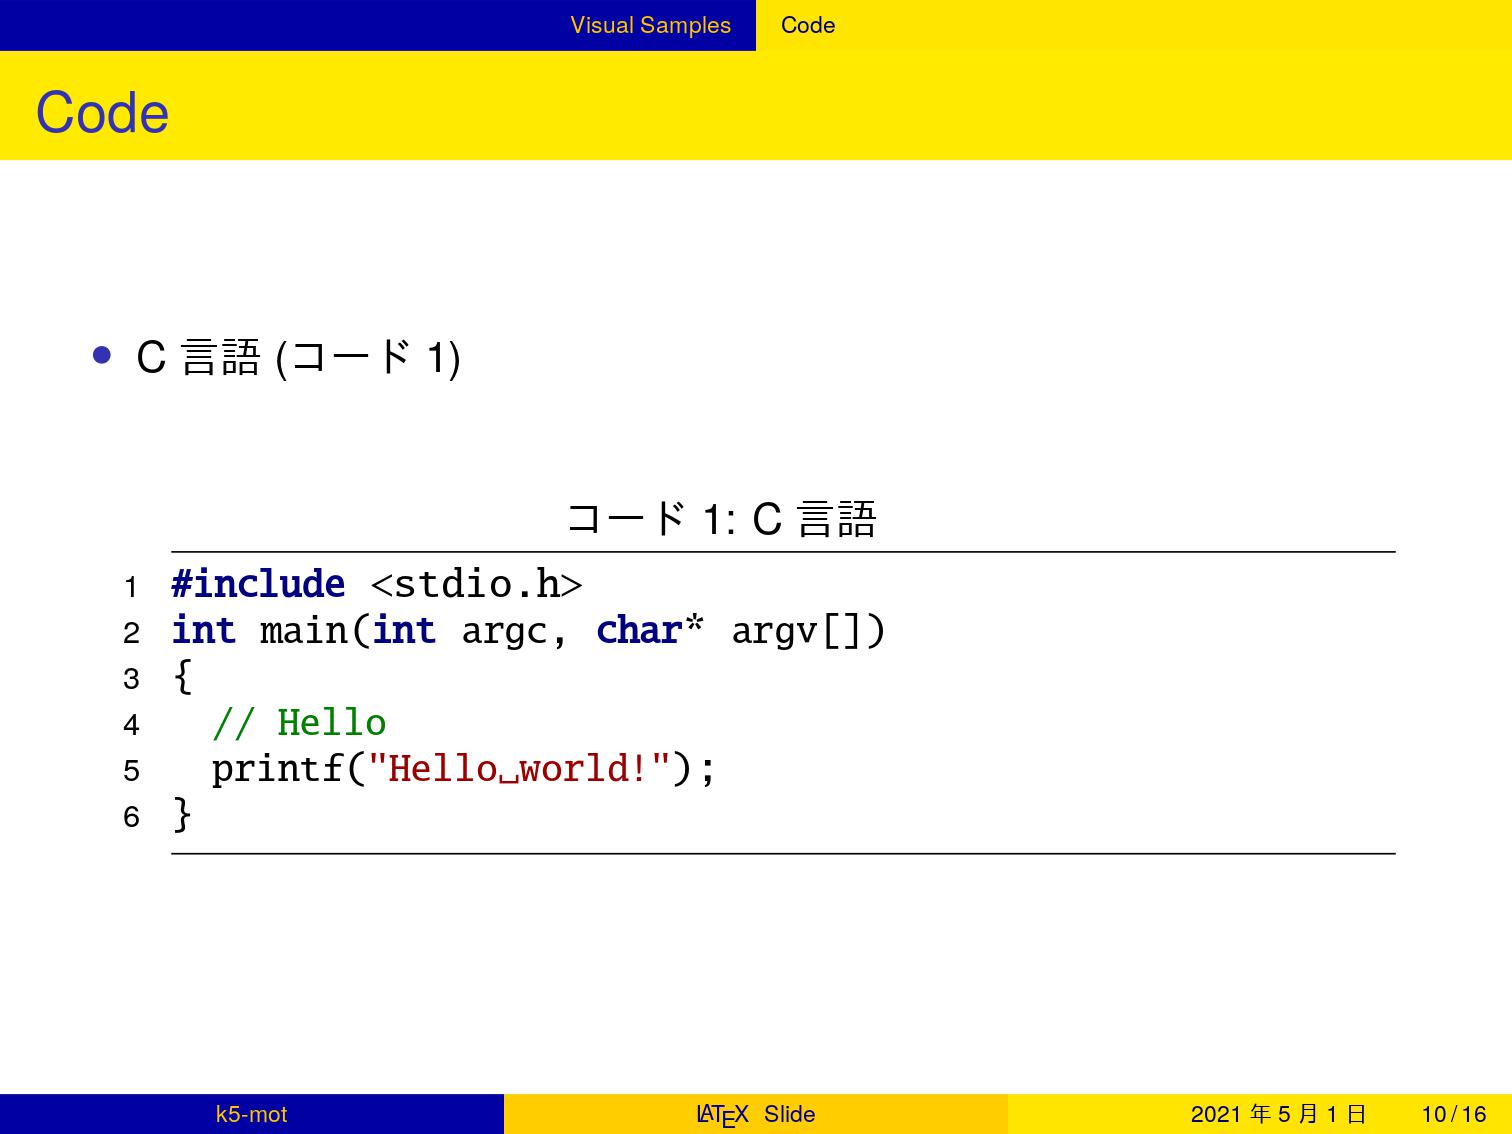 Visual Samples Code
Code
• C 言語 (コード 1)
コード 1: C 言語
1 #include <stdio.h>
2 int main(int argc, char* argv[])
3 {
4   // Hello
5   printf("Hello␣world!");
6 }
k5-mot LATEX Slide 2021 年 5 月 1 日 10 / 16